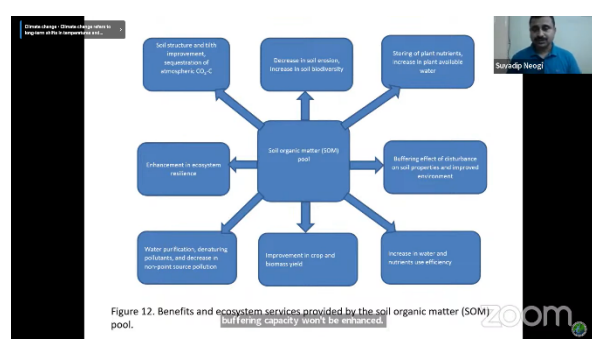 Climate change - Climate change refers to
long-term shifts in temperatures and...
Suvadip Neogi
Soil structure and tilth
improvement,
sequestration of
atmospheric CO₂-C
Decrease in soil erosion,
increase in soil biodiversity
Storing of plant nutrients,
increase in plant available
water
Enhancement in ecosystem
resilience
Soil organic matter (SOM)
pool
Buffering effect of disturbance
on soil properties and improved
environment
Water purification, denaturing
pollutants, and decrease in
non-point source pollution
Improvement in crop and
biomass yield
Increase in water and
nutrients use efficiency
Figure 12. Benefits and ecosystem services provided by the soil organic matter (SOM)
pool.
buffering capacity won't be enhanced.
zoom